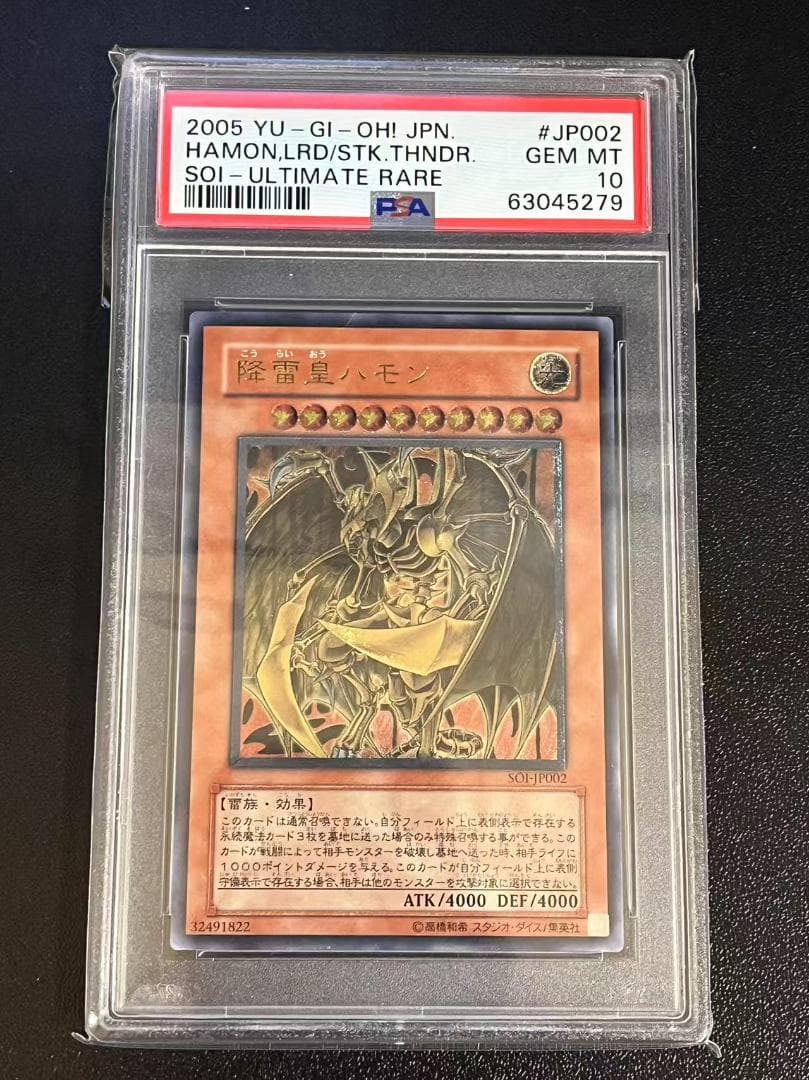 2005 YU-GI-OH! JPN. #JP002
HAMON,LRD/STK.THNDR. GEM MT
SOI-ULTIMATE RARE 10
PSA 63045279
こう らい おう
降雷皇ハモン
光
SOI-JP002
【雷族・効果】
このカードは通常召喚できない。自分フィールド上に表側表示で存在する
永続魔法カード3枚を墓地に送った場合のみ特殊召喚する事ができる。この
カードが戦闘によって相手モンスターを破壊し墓地へ送った時、相手ライフに
1000ポイントダメージを与える。このカードが自分フィールド上に表側
守備表示で存在する場合、相手は他のモンスターを攻撃対象に選択できない。
ATK/4000 DEF/4000
32491822 ©高橋和希 スタジオ・ダイス/集英社